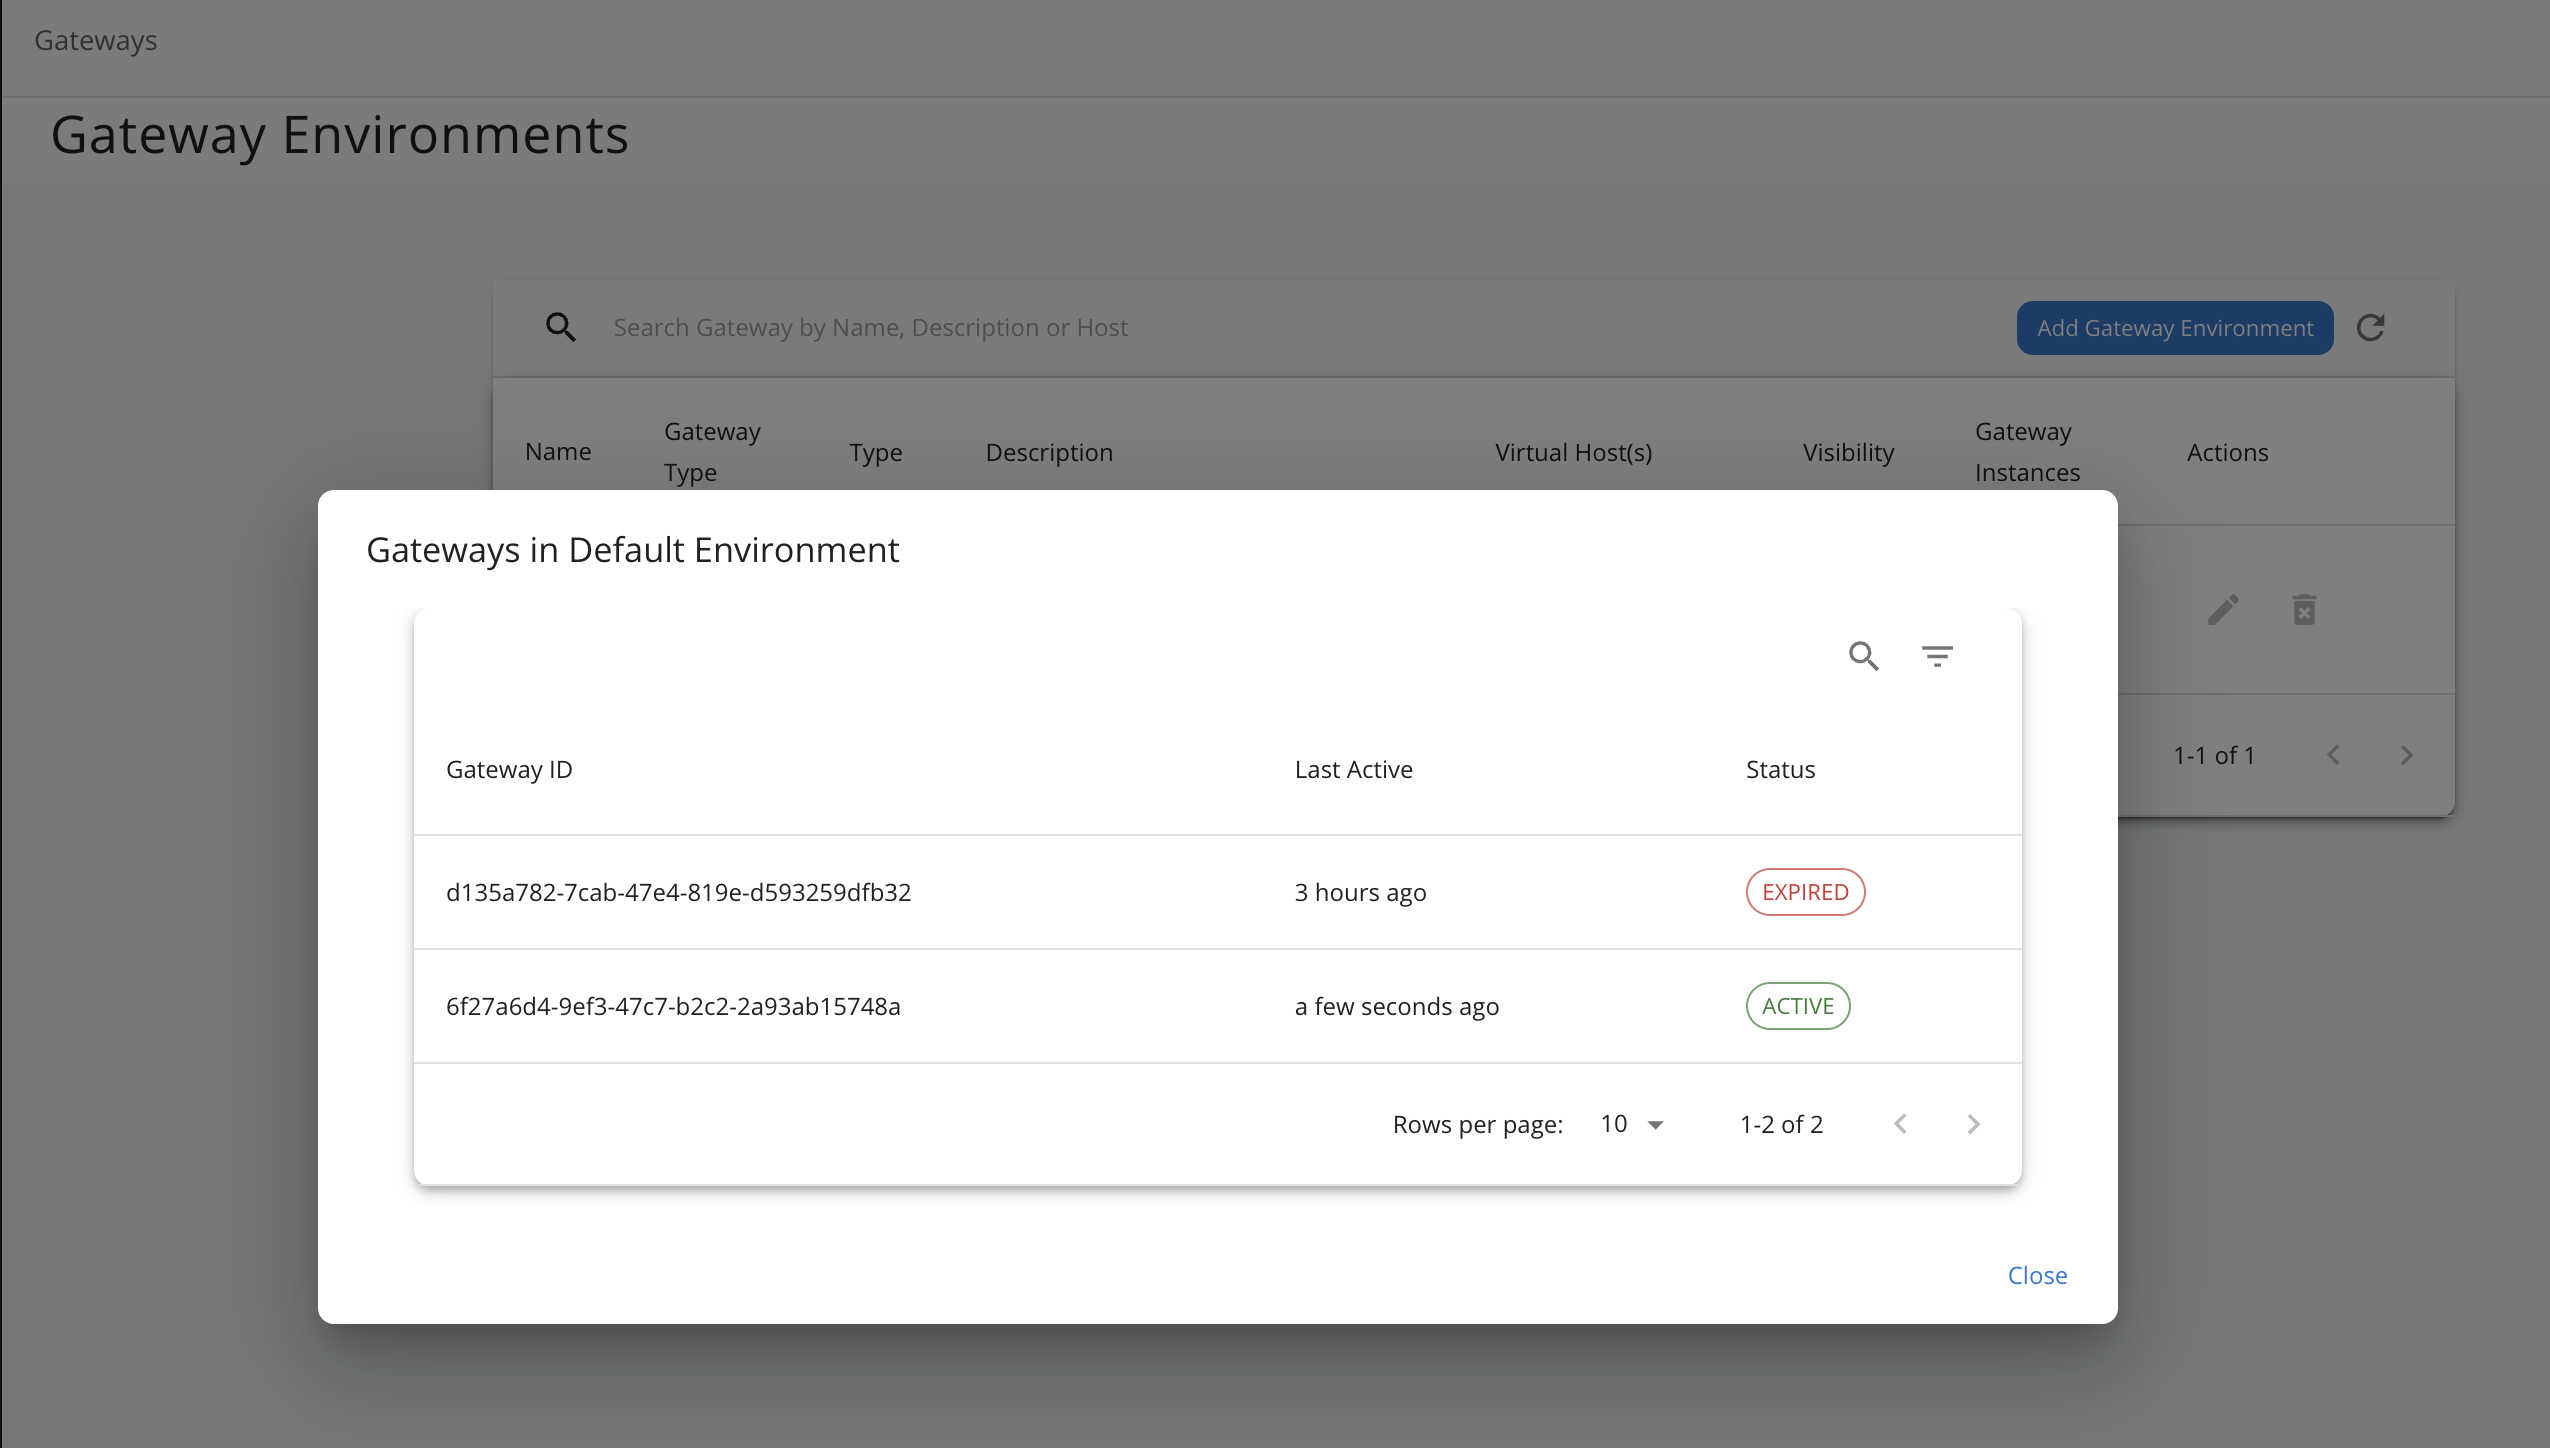 Gateways
Gateway Environments
Search Gateway by Name, Description or Host
Add Gateway Environment
Name
Gateway
Type
Type
Description
Virtual Host(s)
Visibility
Gateway
Instances
Actions
1-1 of 1
Gateways in Default Environment
Gateway ID
Last Active
Status
d135a782-7cab-47e4-819e-d593259dfb32
3 hours ago
EXPIRED
6f27a6d4-9ef3-47c7-b2c2-2a93ab15748a
a few seconds ago
ACTIVE
Rows per page:
10
1-2 of 2
Close